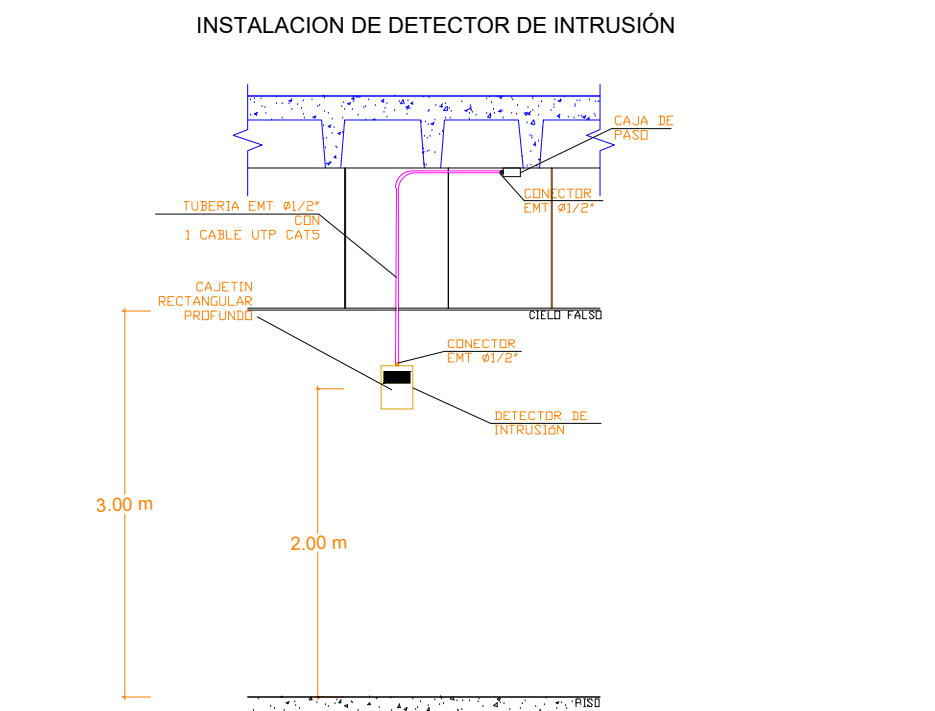 INSTALACION DE DETECTOR DE INTRUSIÓN
CAJA DE
PASO
CONECTOR
EMT Ø1/2"
TUBERIA EMT Ø1/2"
CON
1 CABLE UTP CAT5
CAJETIN
RECTANGULAR
PROFUNDO
CIELO FALSO
CONECTOR
EMT Ø1/2"
DETECTOR DE
INTRUSIóN
3.00 m
2.00 m
PISO